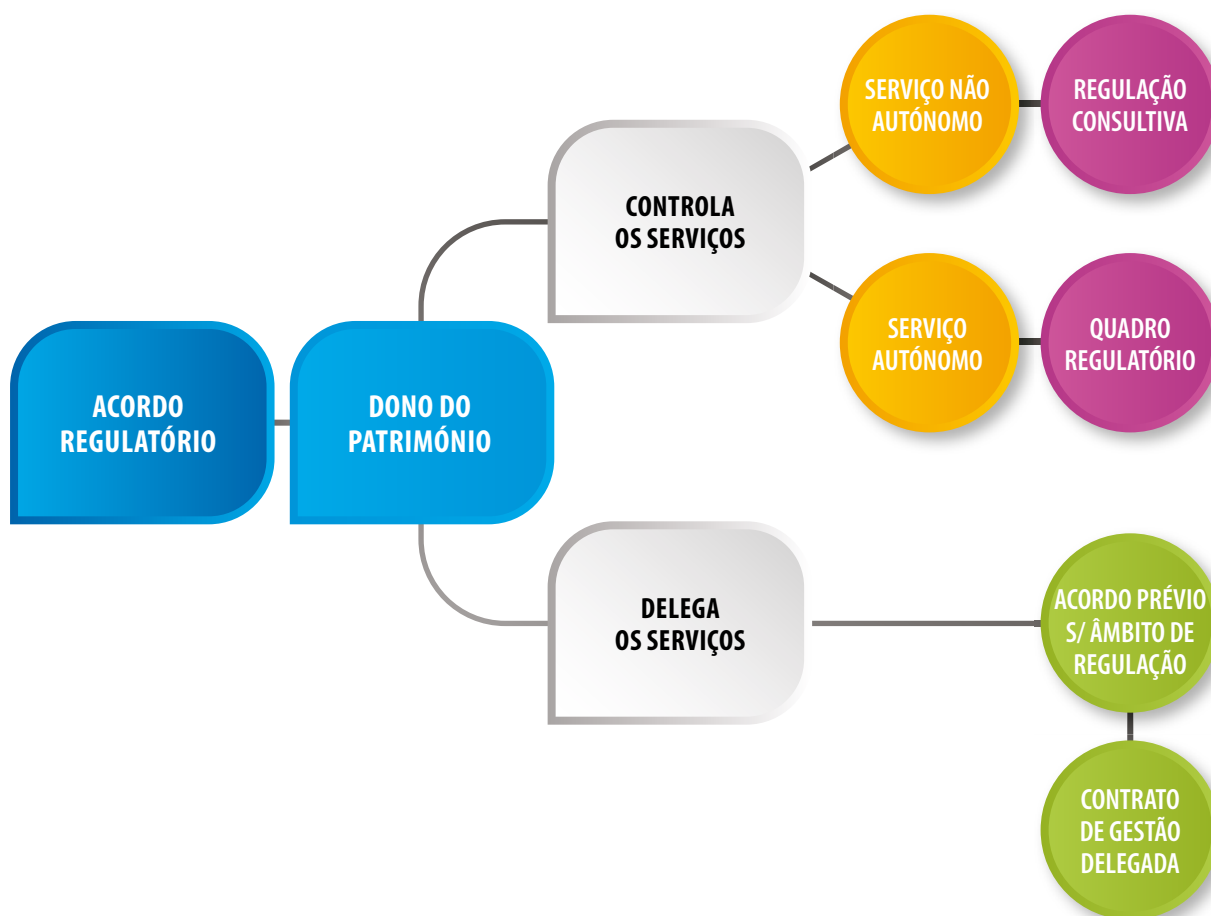 ACORDO
REGULATÓRIO
DONO DO
PATRIMÓNIO
CONTROLA
OS SERVIÇOS
SERVIÇO NÃO
AUTÓNOMO
REGULAÇÃO
CONSULTIVA
SERVIÇO
AUTÓNOMO
QUADRO
REGULATÓRIO
DELEGA
OS SERVIÇOS
ACORDO PRÉVIO
S/ ÂMBITO DE
REGULAÇÃO
CONTRATO
DE GESTÃO
DELEGADA